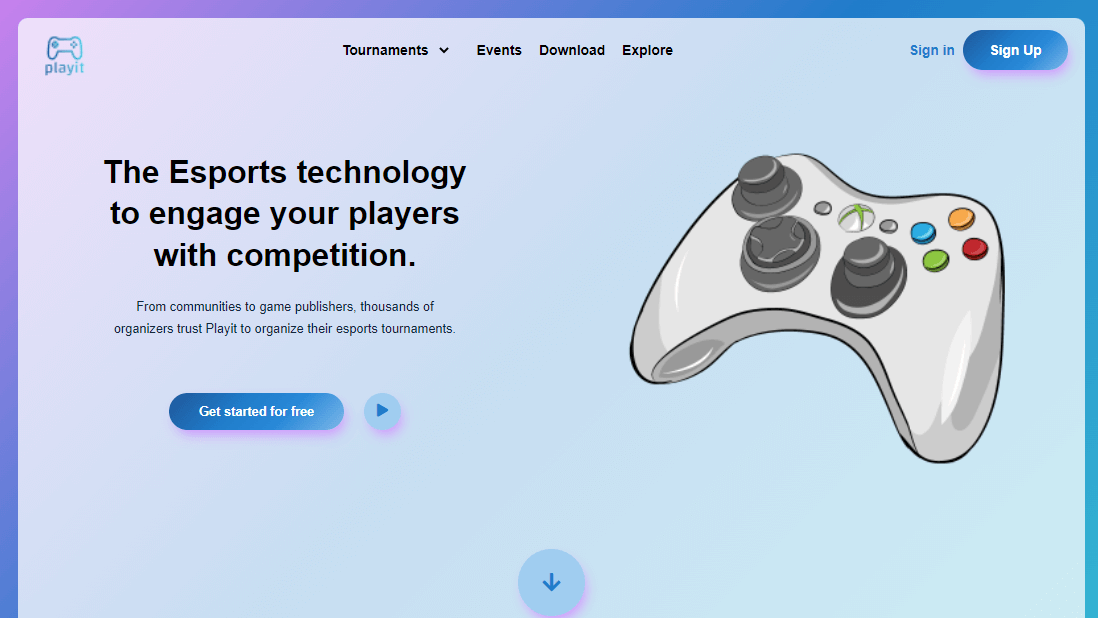 playit
Tournaments Events Download Explore
Sign in Sign Up
The Esports technology
to engage your players
with competition.
From communities to game publishers, thousands of
organizers trust Playit to organize their esports tournaments.
Get started for free